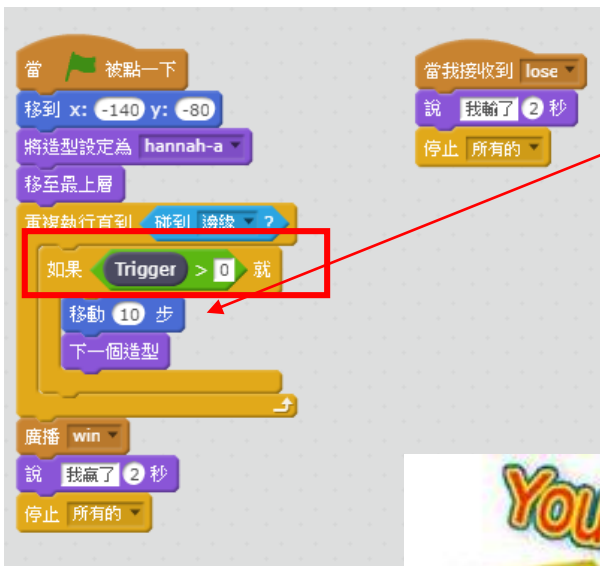 當 被點一下
移到 x: -140 y: -80
將造型設定為 hannah-a
移至最上層
重複執行直到 碰到 邊緣 ?
如果 Trigger > 0 就
移動 10 步
下一個造型
廣播 win
說 我贏了 2 秒
停止 所有的
當我接收到 lose
說 我輸了 2 秒
停止 所有的
You